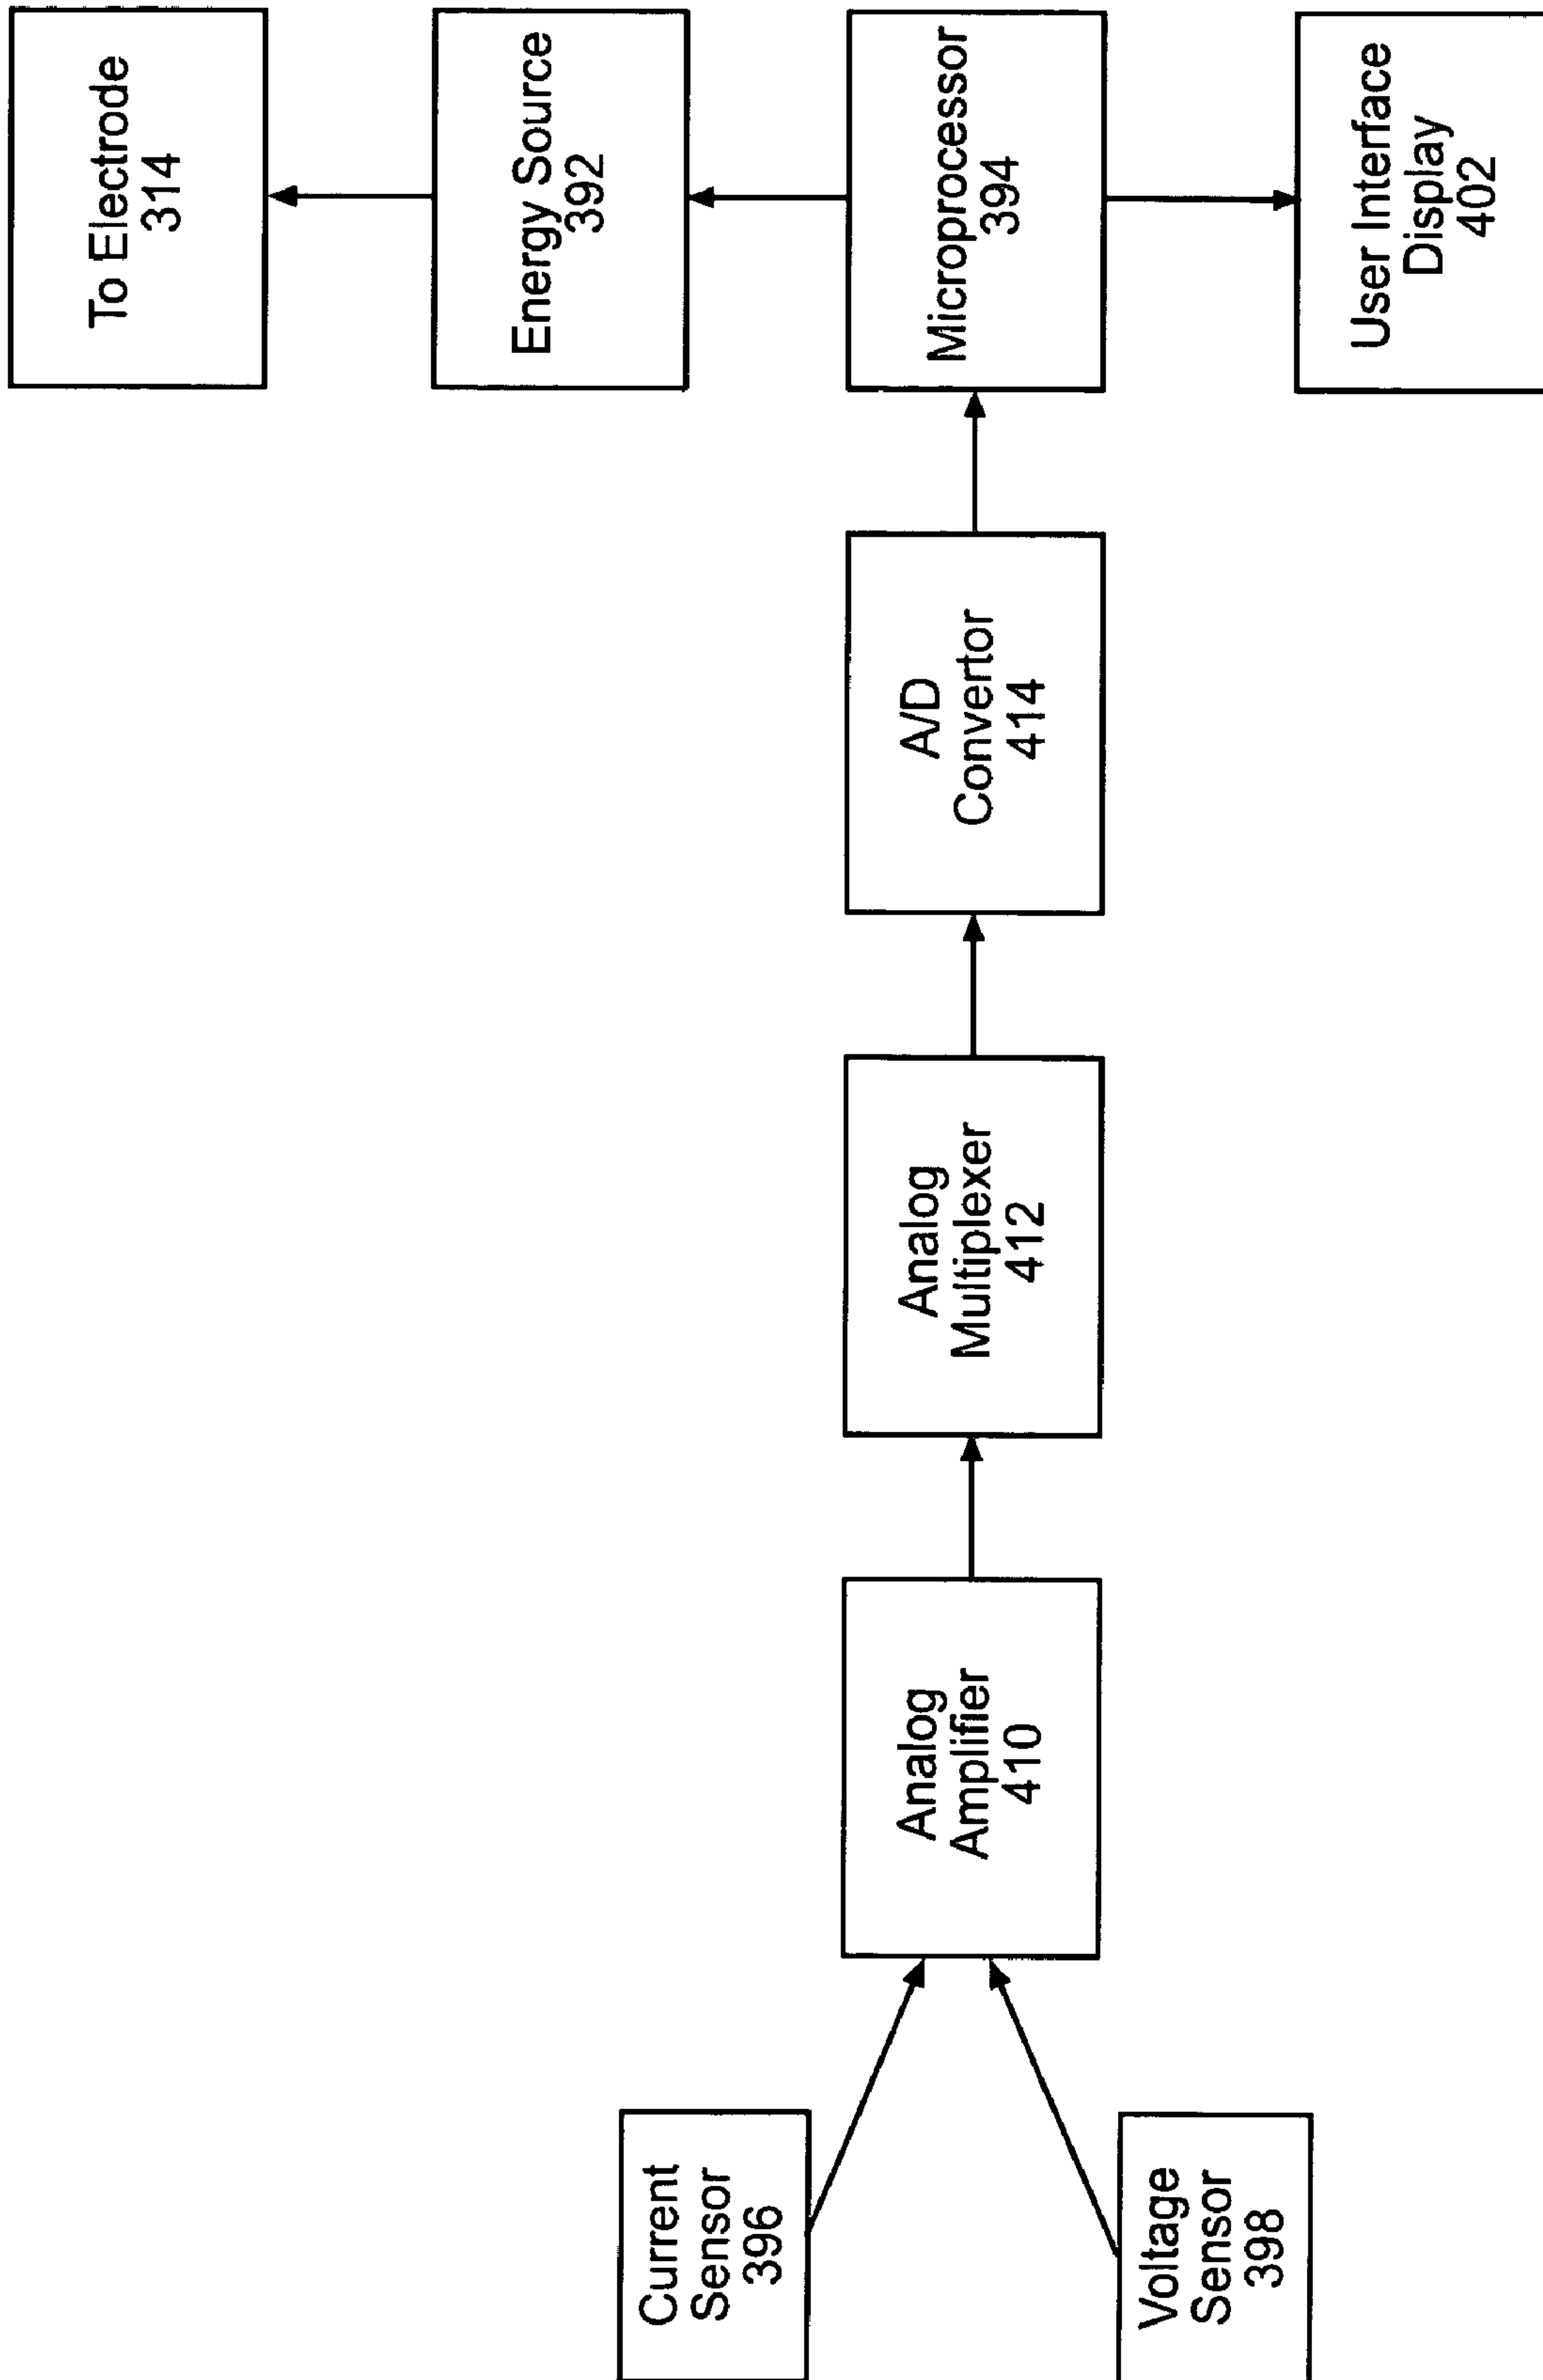 Current
Sensor
396
Voltage
Sensor
398
Analog
Amplifier
410
Analog
Multiplexer
412
A/D
Convertor
414
To Electrode
314
Energy Source
392
Microprocessor
394
User Interface
Display
402